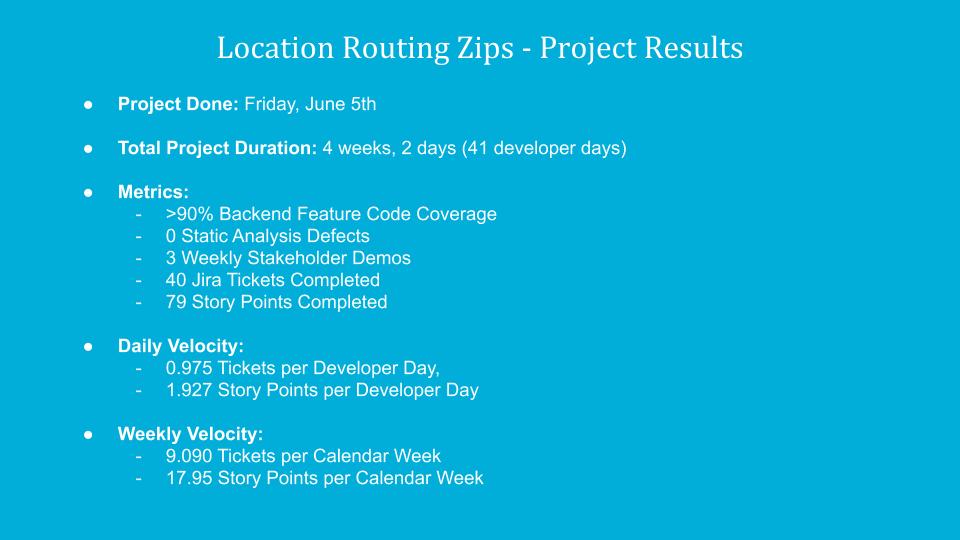 Location Routing Zips - Project Results
● Project Done: Friday, June 5th
● Total Project Duration: 4 weeks, 2 days (41 developer days)
● Metrics:
- >90% Backend Feature Code Coverage
- 0 Static Analysis Defects
- 3 Weekly Stakeholder Demos
- 40 Jira Tickets Completed
- 79 Story Points Completed
● Daily Velocity:
- 0.975 Tickets per Developer Day,
- 1.927 Story Points per Developer Day
● Weekly Velocity:
- 9.090 Tickets per Calendar Week
- 17.95 Story Points per Calendar Week